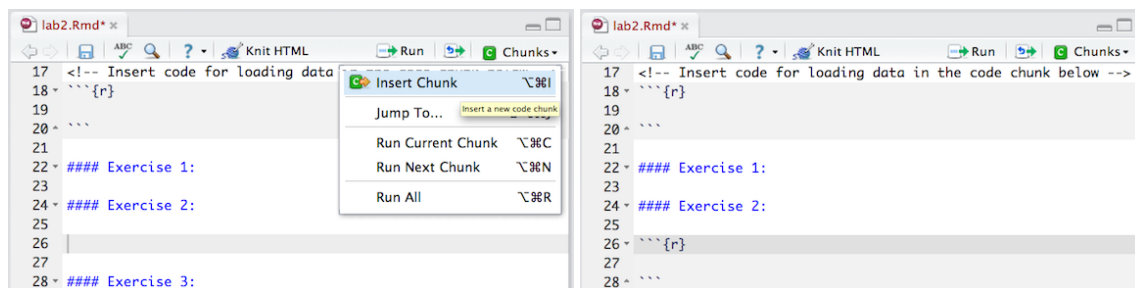 lab2.Rmd* ×
ABC ? Knit HTML Run Chunks
17 <!-- Insert code for loading data
18 ```{r}
19
20 ```
21
22 #### Exercise 1:
23
24 #### Exercise 2:
25
26
27
28 #### Exercise 3:
Insert Chunk ⌥⌘I
Insert a new code chunk
Jump To...
Run Current Chunk ⌥⌘C
Run Next Chunk ⌥⌘N
Run All ⌥⌘R
lab2.Rmd* ×
ABC ? Knit HTML Run Chunks
17 <!-- Insert code for loading data in the code chunk below -->
18 ```{r}
19
20 ```
21
22 #### Exercise 1:
23
24 #### Exercise 2:
25
26 ```{r}
27
28 ```